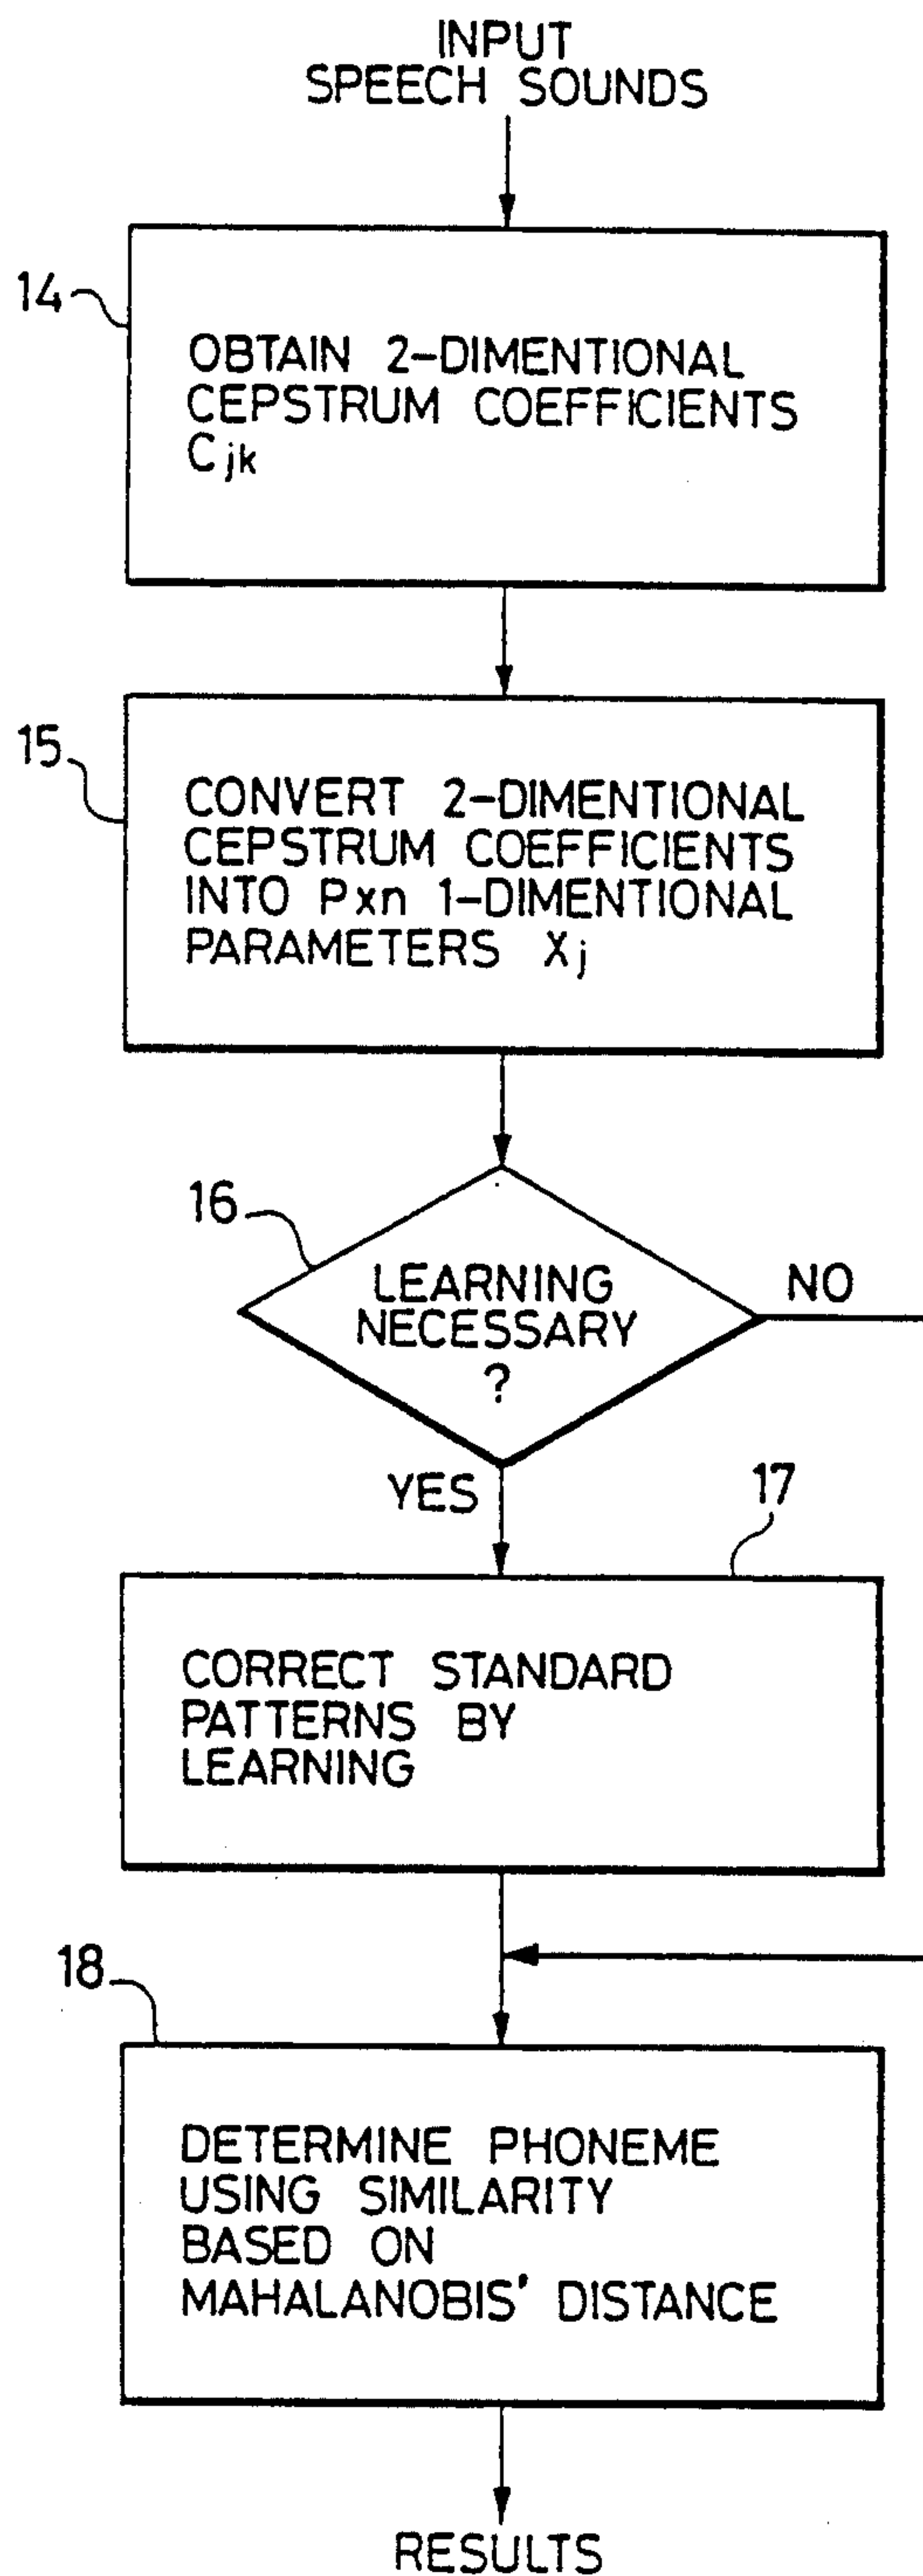 INPUT
SPEECH SOUNDS
14
OBTAIN 2-DIMENTIONAL
CEPSTRUM COEFFICIENTS
Cjk
15
CONVERT 2-DIMENTIONAL
CEPSTRUM COEFFICIENTS
INTO Pxn 1-DIMENTIONAL
PARAMETERS Xj
16
LEARNING
NECESSARY
?
NO
YES
17
CORRECT STANDARD
PATTERNS BY
LEARNING
18
DETERMINE PHONEME
USING SIMILARITY
BASED ON
MAHALANOBIS' DISTANCE
RESULTS